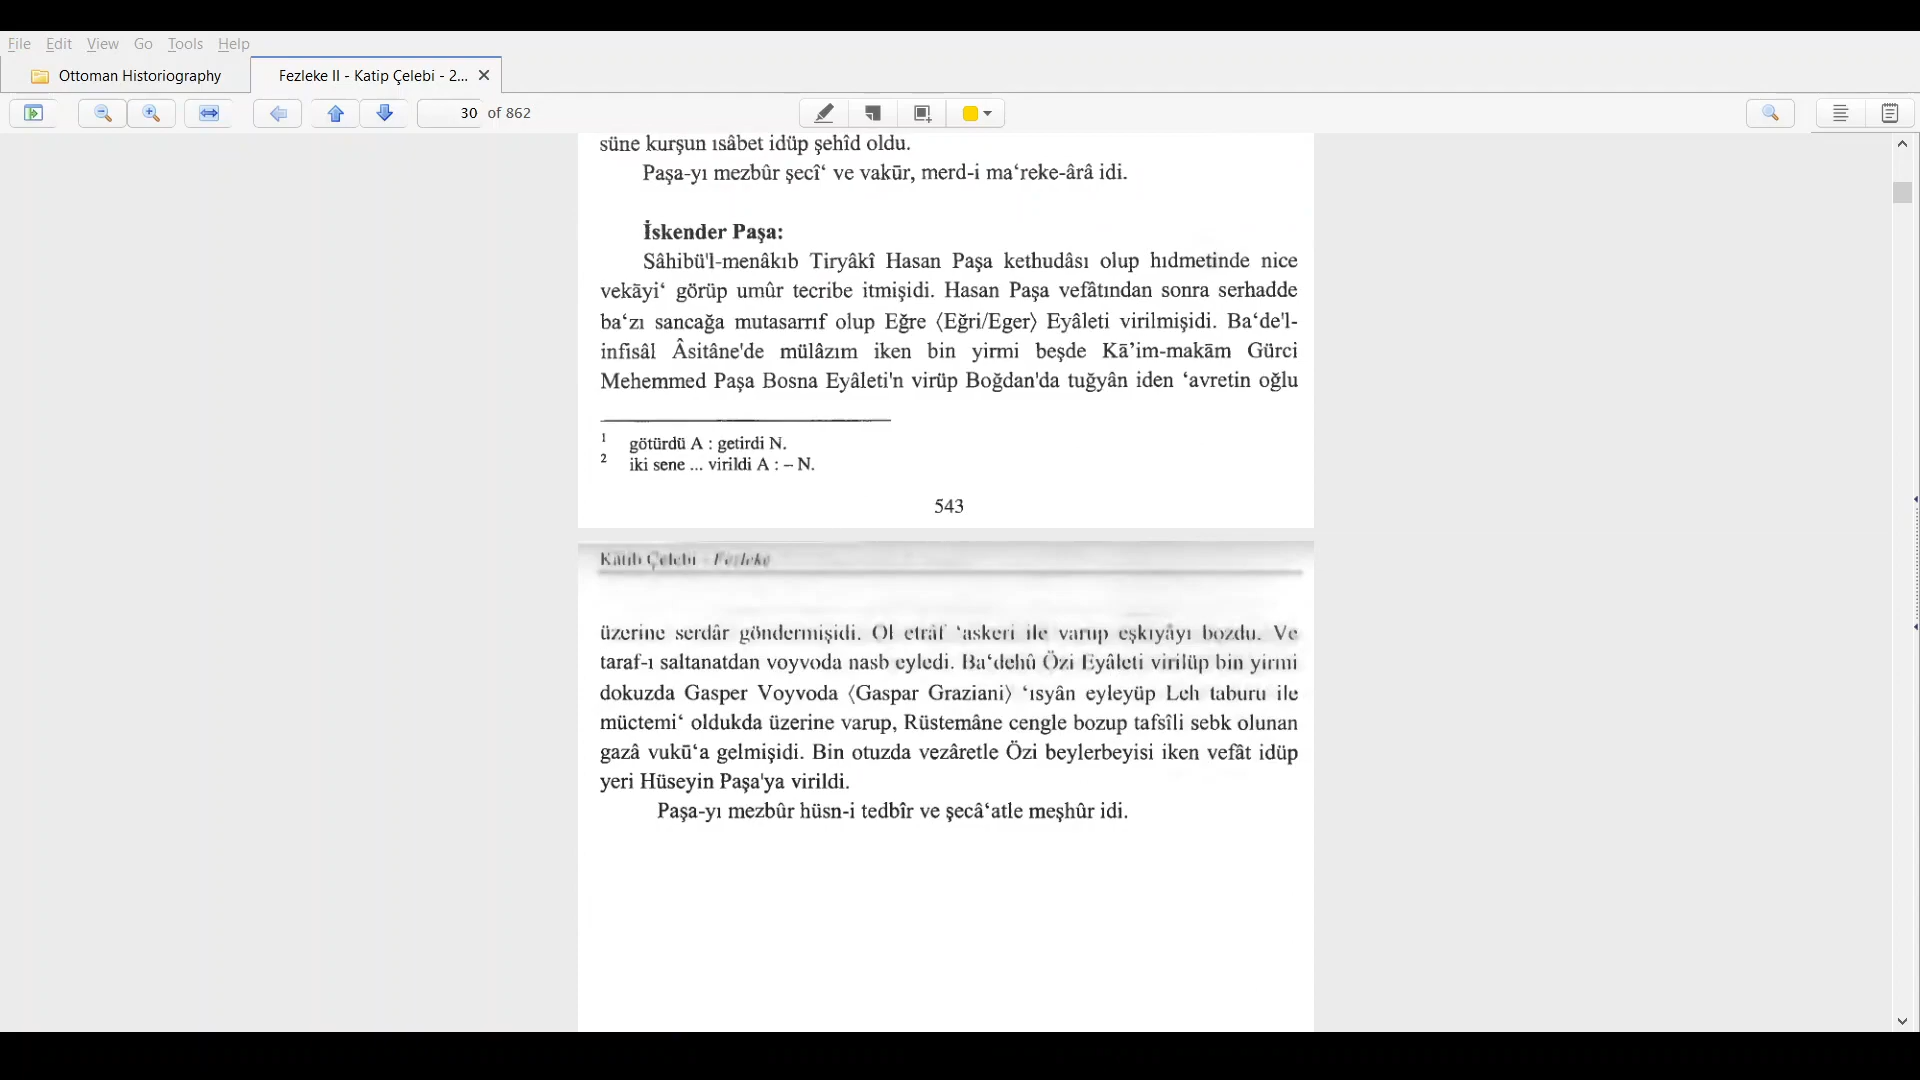 File Edit View Go Tools Help
Ottoman Historiography
Fezleke II - Katip Çelebi - 2...
30 of 862
süne kurşun ısâbet idüp şehîd oldu.
Paşa-yı mezbûr şecî‘ ve vakūr, merd-i ma‘reke-ârâ idi.
İskender Paşa:
Sâhibü'l-menâkıb Tiryâkî Hasan Paşa kethudâsı olup hıdmetinde nice
vekāyi‘ görüp umûr tecribe itmişidi. Hasan Paşa vefâtından sonra serhadde
ba‘zı sancağa mutasarrıf olup Eğre ⟨Eğri/Eger⟩ Eyâleti virilmişidi. Ba‘de'l-
infisâl Âsitâne'de mülâzım iken bin yirmi beşde Kā’im-makām Gürci
Mehemmed Paşa Bosna Eyâleti'n virüp Boğdan'da tuğyân iden ‘avretin oğlu
1 götürdü A : getirdi N.
2 iki sene ... virildi A : – N.
543
Kâtib Çelebi - Fezleke
üzerine serdâr göndermişidi. Ol etrâf ‘askeri ile varup eşkıyâyı bozdu. Ve
taraf-ı saltanatdan voyvoda nasb eyledi. Ba‘dehû Özi Eyâleti virilüp bin yirmi
dokuzda Gasper Voyvoda ⟨Gaspar Graziani⟩ ‘ısyân eyleyüp Leh taburu ile
müctemi‘ oldukda üzerine varup, Rüstemâne cengle bozup tafsîli sebk olunan
gazâ vukū‘a gelmişidi. Bin otuzda vezâretle Özi beylerbeyisi iken vefât idüp
yeri Hüseyin Paşa'ya virildi.
Paşa-yı mezbûr hüsn-i tedbîr ve şecâ‘atle meşhûr idi.